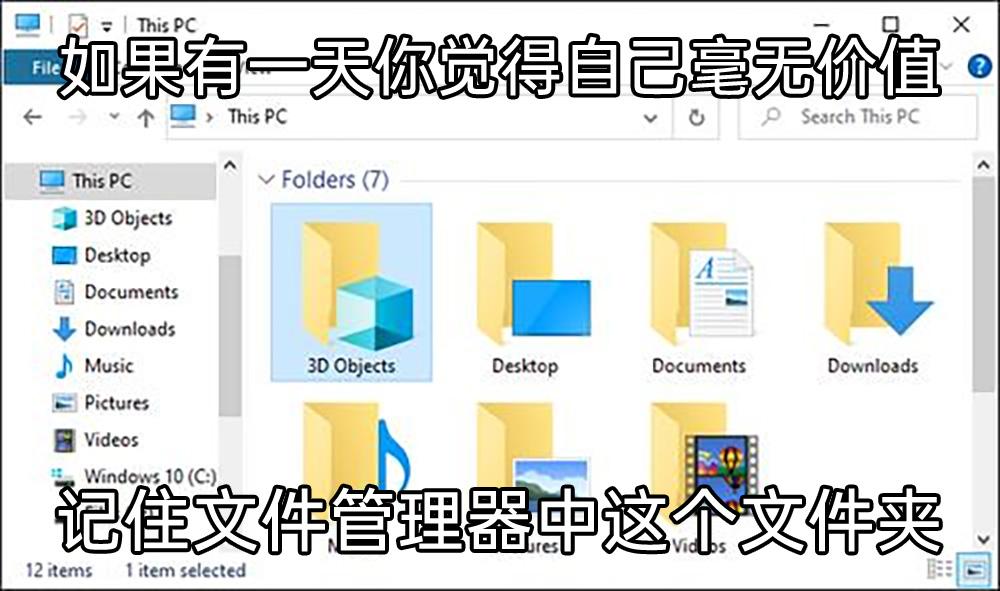 This PC
如果有一天你觉得自己毫无价值
File
This PC
Search This PC
This PC
3D Objects
Desktop
Documents
Downloads
Music
Pictures
Videos
Windows 10 (C:)
Folders (7)
3D Objects
Desktop
Documents
Downloads
记住文件管理器中这个文件夹
Videos
12 items
1 item selected